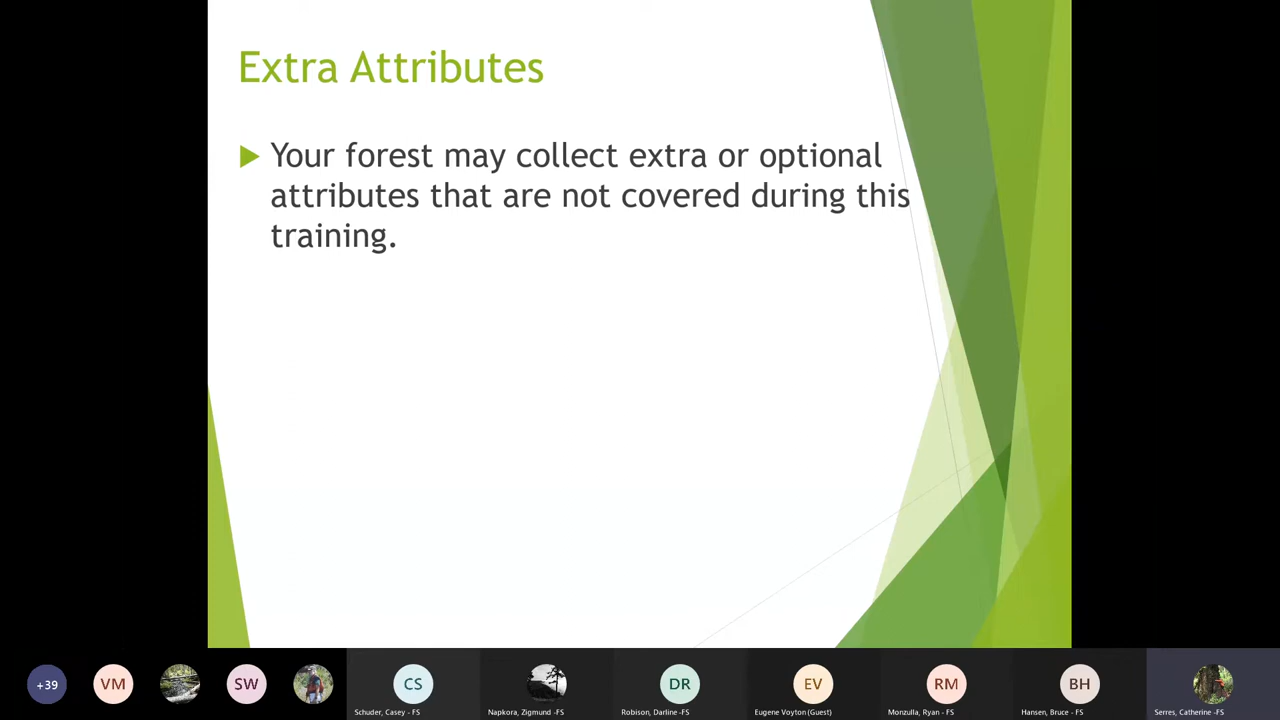 Extra Attributes
Your forest may collect extra or optional
attributes that are not covered during this
training.
+39
VM
SW
CS
DR
EV
RM
BH
Schuder, Casey - FS
Napkora, Zigmund -FS
Robison, Darline -FS
Eugene Voyton (Guest)
Monzulla, Ryan - FS
Hansen, Bruce - FS
Serres, Catherine -FS